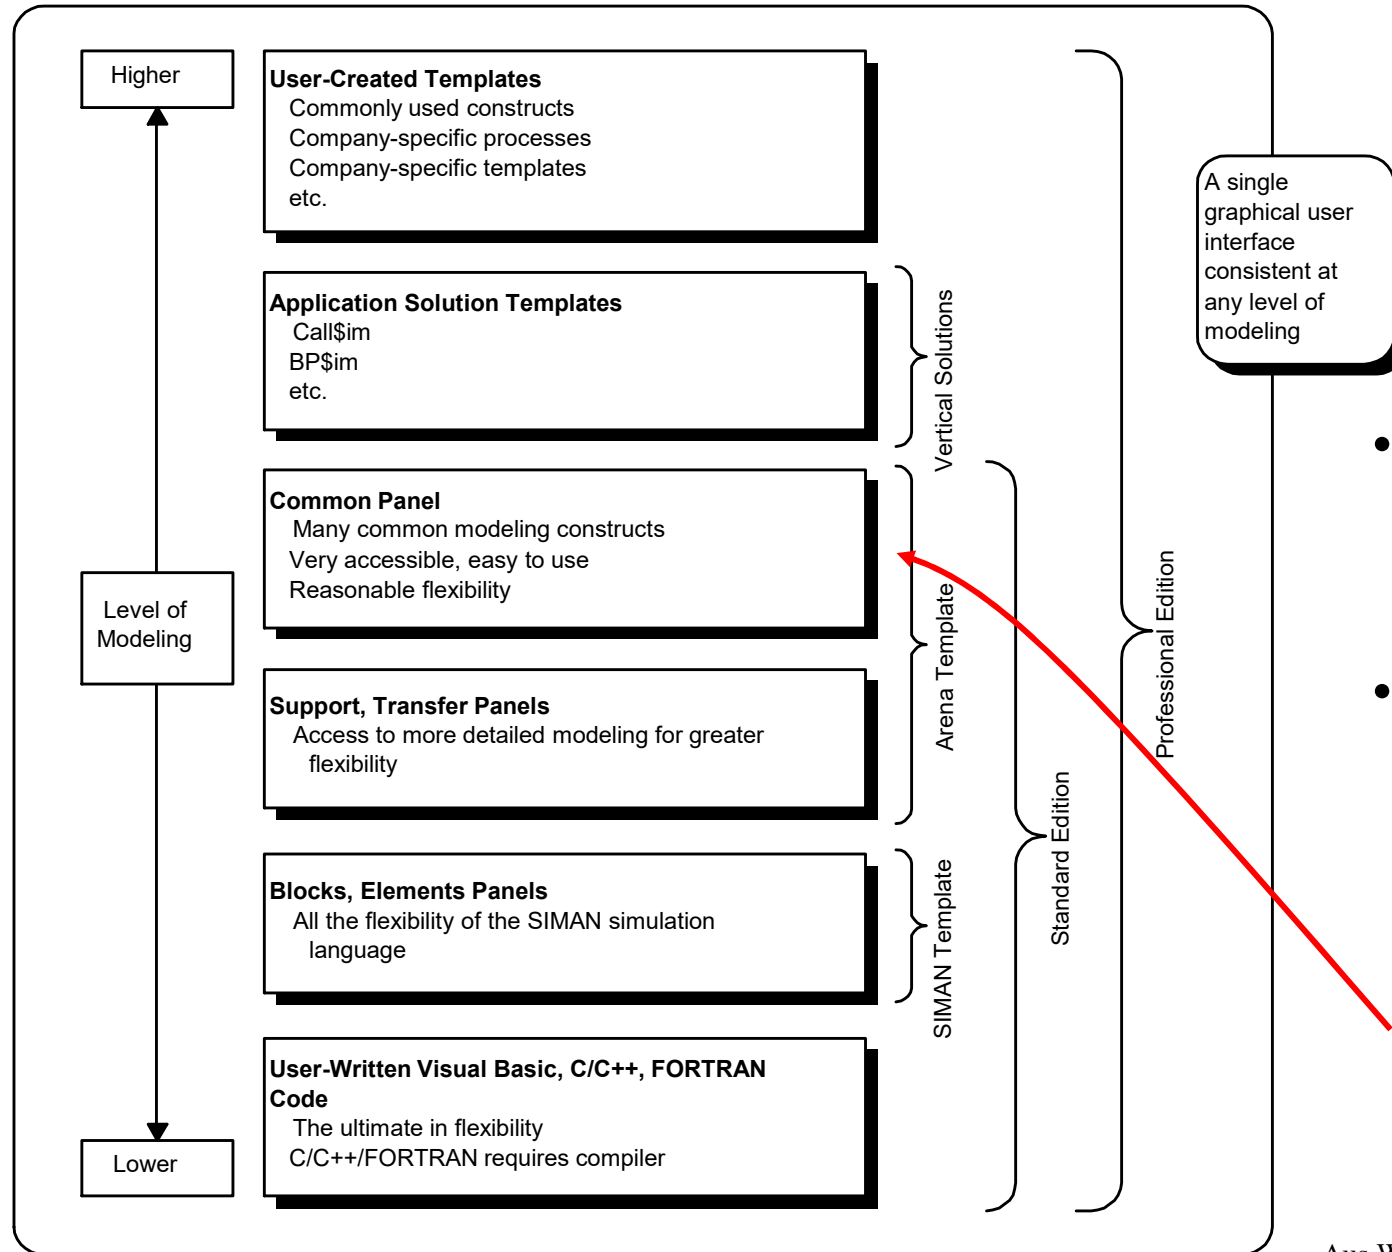 Higher
User-Created Templates
Commonly used constructs
Company-specific processes
Company-specific templates
etc.
A single
graphical user
interface
consistent at
any level of
modeling
Application Solution Templates
Call$im
BP$im
etc.
Vertical Solutions
Common Panel
Many common modeling constructs
Very accessible, easy to use
Reasonable flexibility
Level of
Modeling
Support, Transfer Panels
Access to more detailed modeling for greater
flexibility
Arena Template
Professional Edition
Blocks, Elements Panels
All the flexibility of the SIMAN simulation
language
SIMAN Template
Standard Edition
User-Written Visual Basic, C/C++, FORTRAN
Code
The ultimate in flexibility
C/C++/FORTRAN requires compiler
Lower